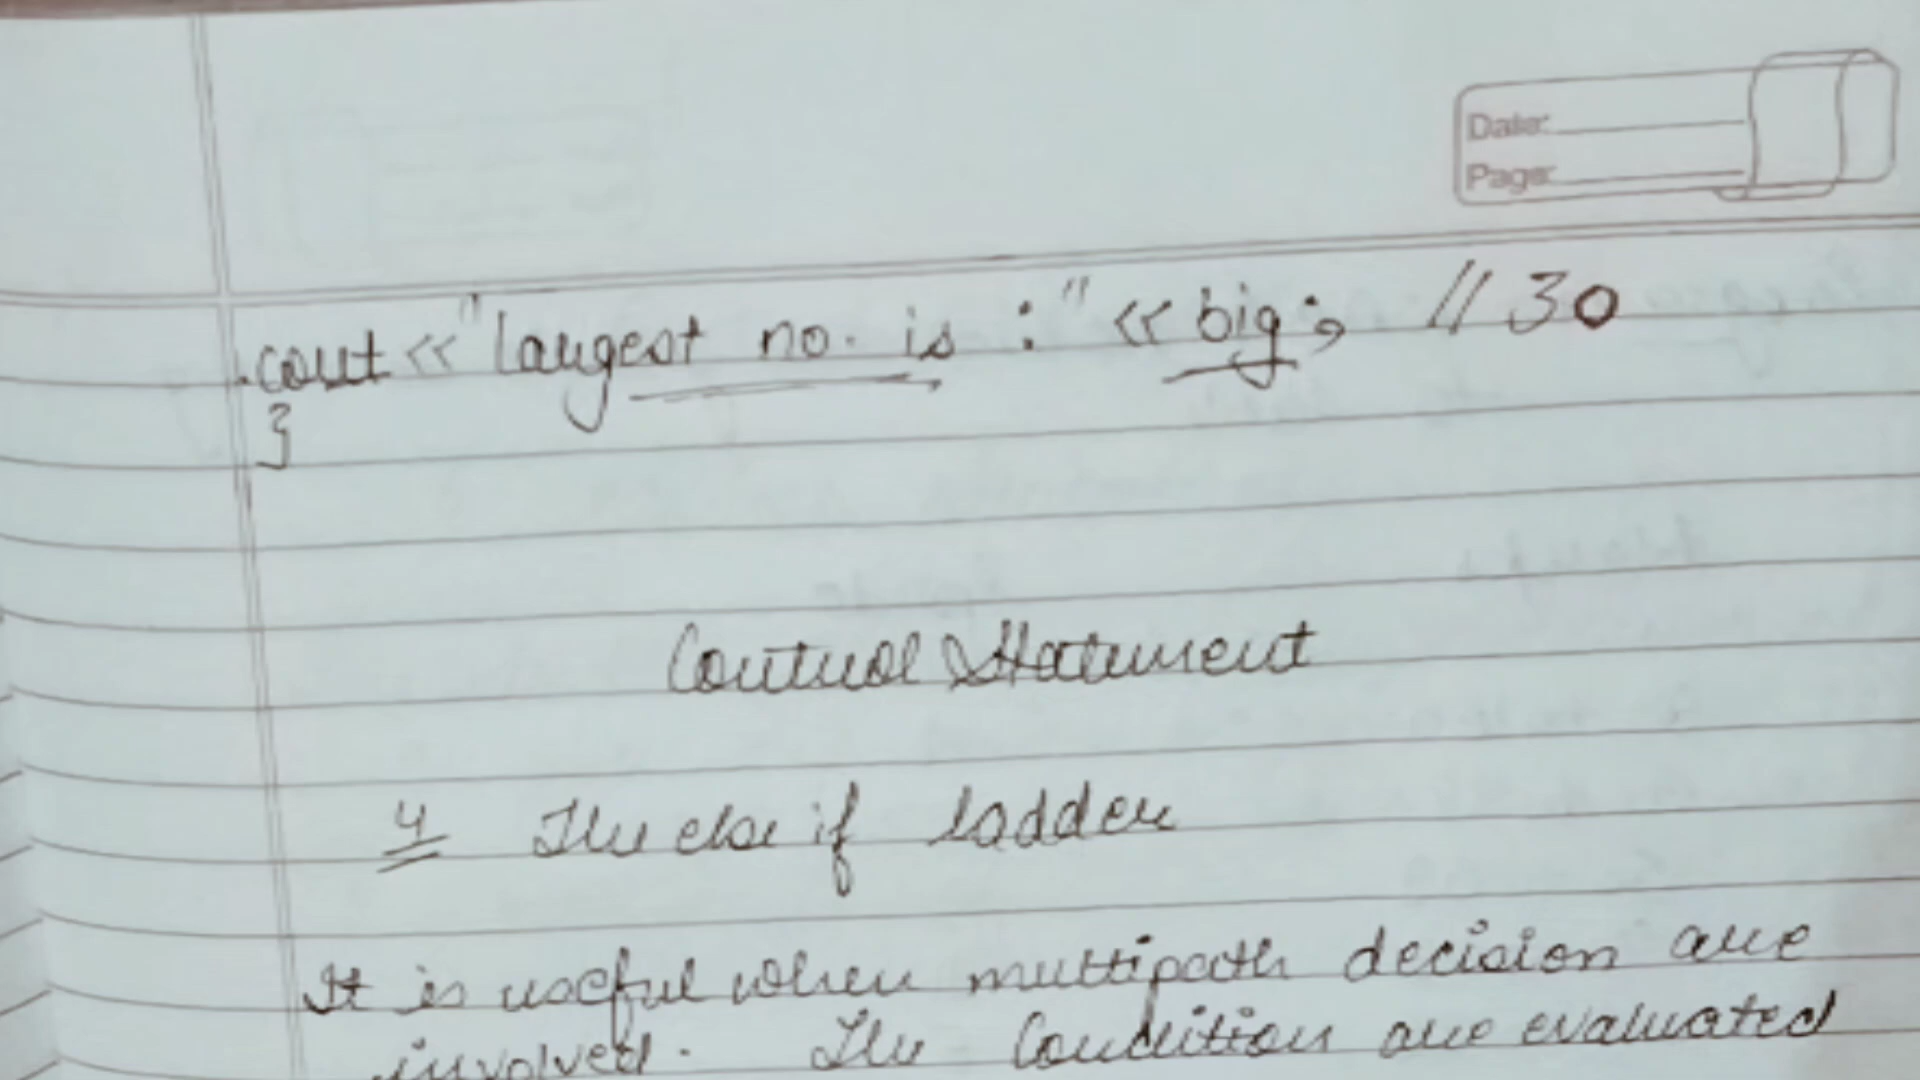 Date:
Page:
cout << "largest no. is : " << big; // 30
}
Control Statement
4 The else if ladder
It is useful when multipath decision are
involved. The Condition are evaluated